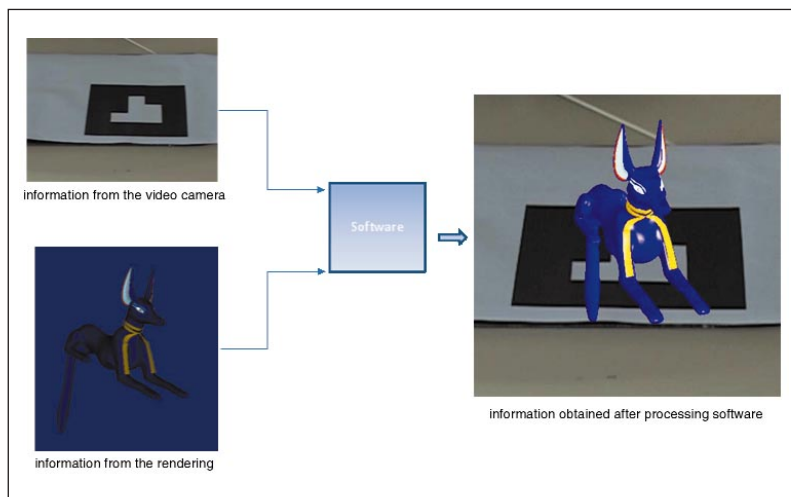 information from the video camera
Software
information from the rendering
information obtained after processing software